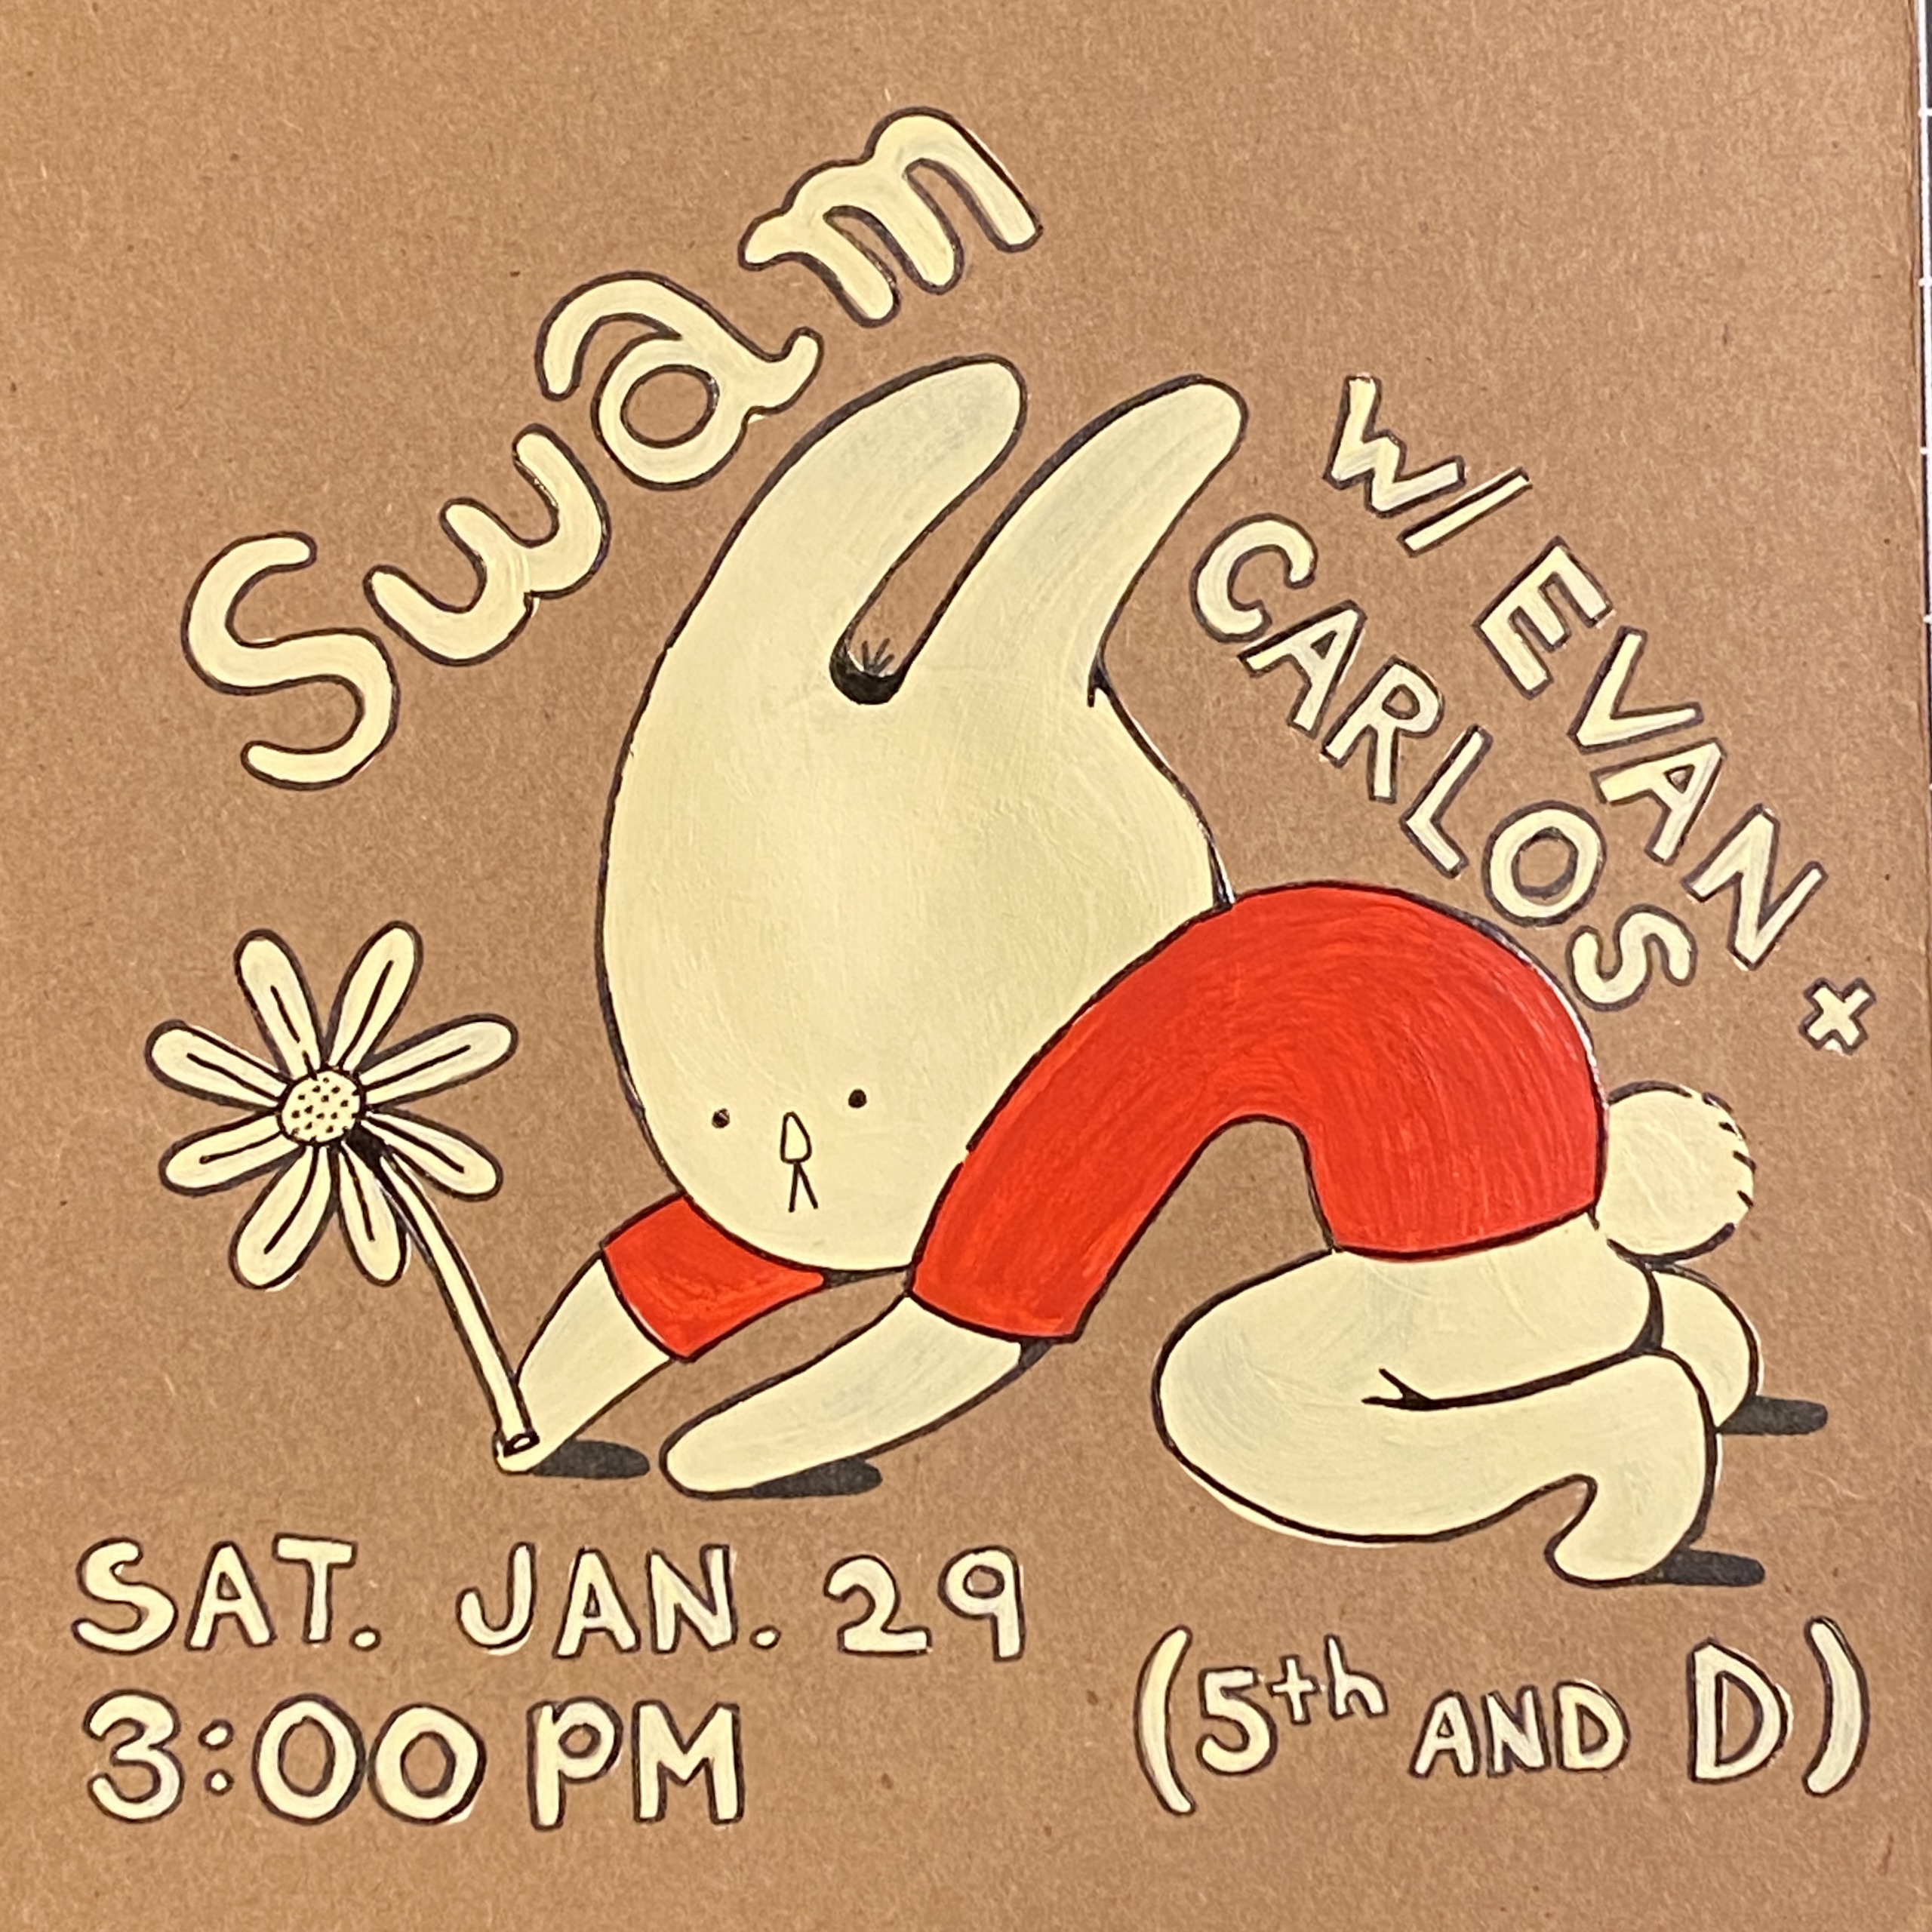 Swam
W/ EVAN +
CARLOS
SAT. JAN. 29
3:00 PM
(5th AND D)